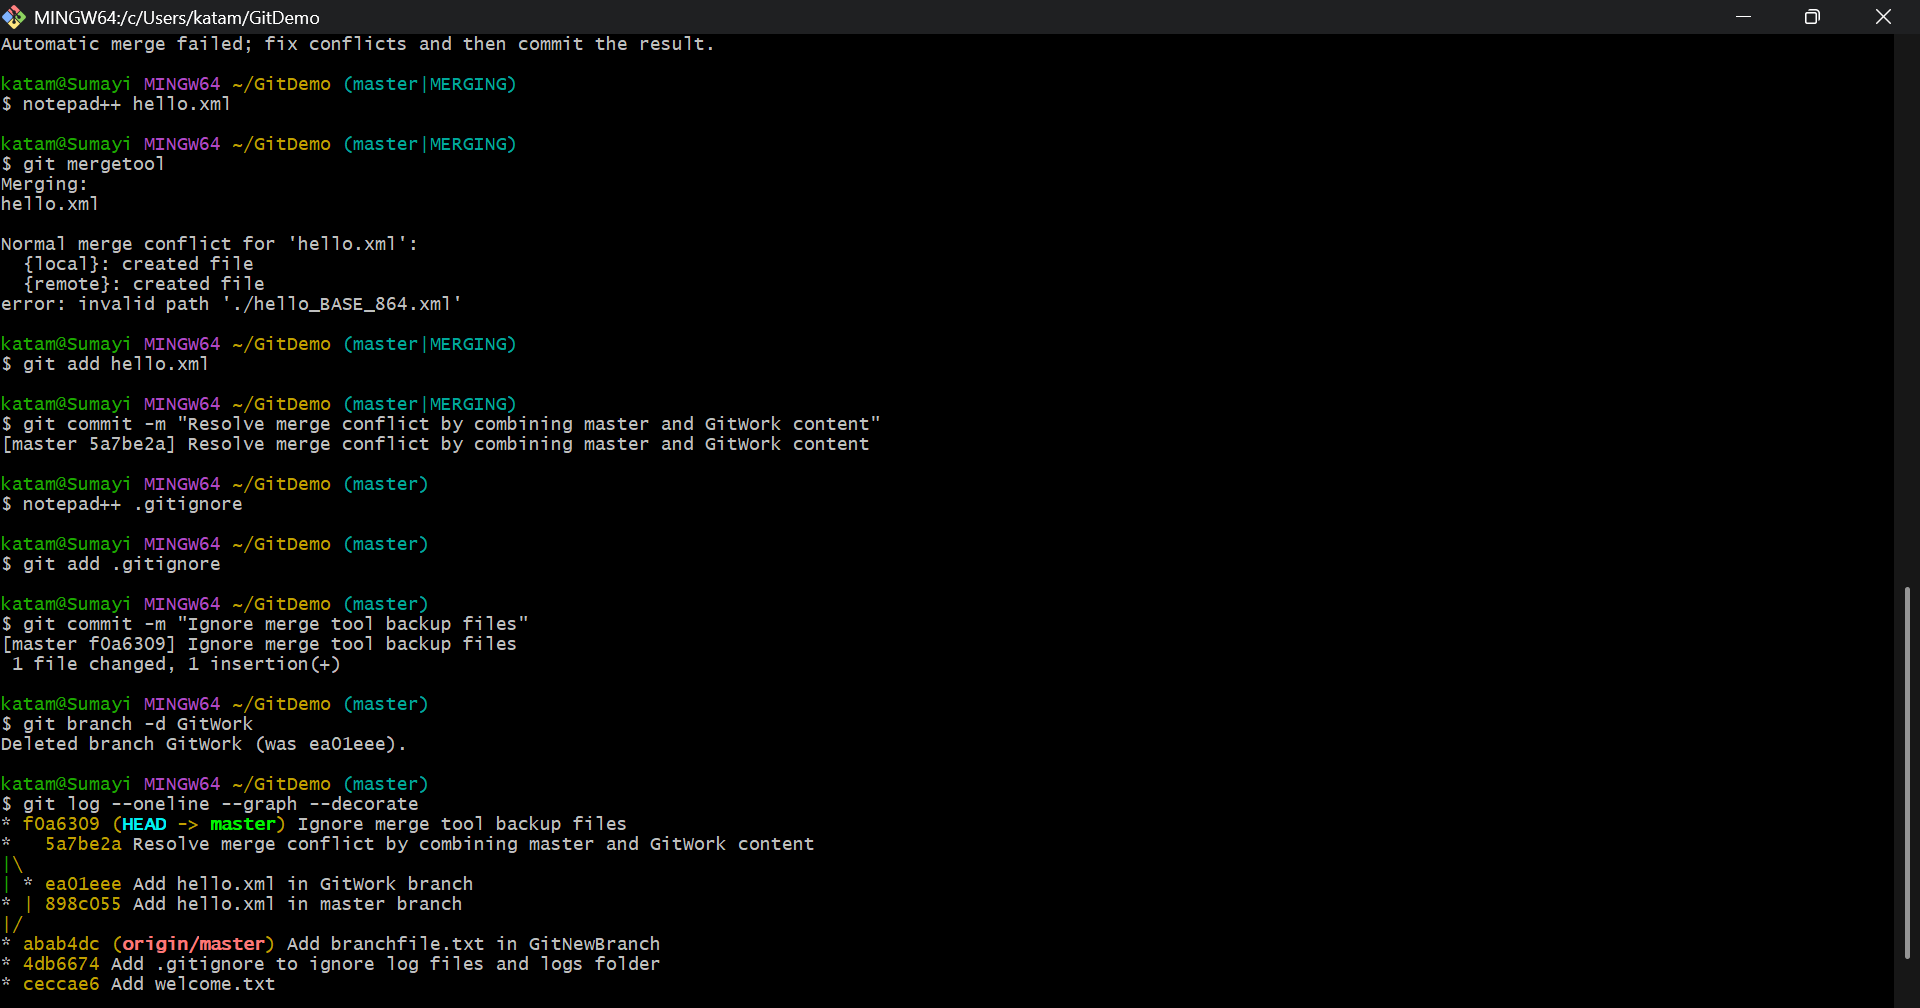 MINGW64:/c/Users/katam/GitDemo
Automatic merge failed; fix conflicts and then commit the result.
katam@Sumayi MINGW64 ~/GitDemo (master|MERGING)
$ notepad++ hello.xml
katam@Sumayi MINGW64 ~/GitDemo (master|MERGING)
$ git mergetool
Merging:
hello.xml
Normal merge conflict for 'hello.xml':
  {local}: created file
  {remote}: created file
error: invalid path './hello_BASE_864.xml'
katam@Sumayi MINGW64 ~/GitDemo (master|MERGING)
$ git add hello.xml
katam@Sumayi MINGW64 ~/GitDemo (master|MERGING)
$ git commit -m "Resolve merge conflict by combining master and GitWork content"
[master 5a7be2a] Resolve merge conflict by combining master and GitWork content
katam@Sumayi MINGW64 ~/GitDemo (master)
$ notepad++ .gitignore
katam@Sumayi MINGW64 ~/GitDemo (master)
$ git add .gitignore
katam@Sumayi MINGW64 ~/GitDemo (master)
$ git commit -m "Ignore merge tool backup files"
[master f0a6309] Ignore merge tool backup files
 1 file changed, 1 insertion(+)
katam@Sumayi MINGW64 ~/GitDemo (master)
$ git branch -d GitWork
Deleted branch GitWork (was ea01eee).
katam@Sumayi MINGW64 ~/GitDemo (master)
$ git log --oneline --graph --decorate
* f0a6309 (HEAD -> master) Ignore merge tool backup files
*   5a7be2a Resolve merge conflict by combining master and GitWork content
|\
| * ea01eee Add hello.xml in GitWork branch
* | 898c055 Add hello.xml in master branch
|/
* abab4dc (origin/master) Add branchfile.txt in GitNewBranch
* 4db6674 Add .gitignore to ignore log files and logs folder
* ceccae6 Add welcome.txt